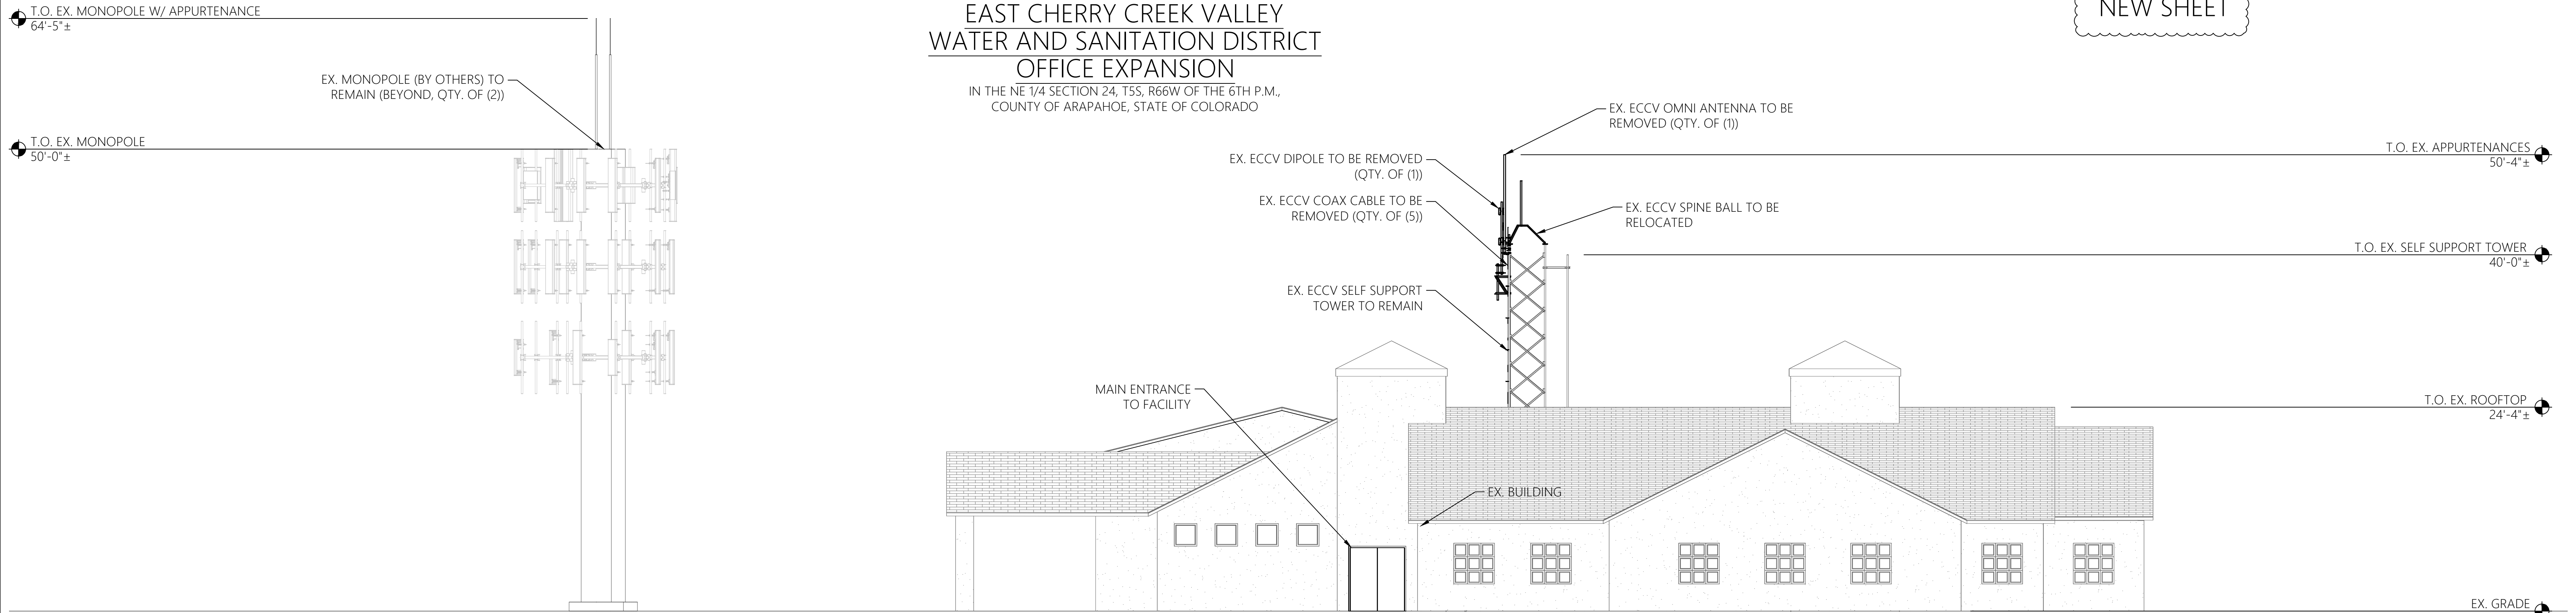 T.O. EX. MONOPOLE W/ APPURTENANCE
64'-5"±
EAST CHERRY CREEK VALLEY
WATER AND SANITATION DISTRICT
OFFICE EXPANSION
IN THE NE 1/4 SECTION 24, T5S, R66W OF THE 6TH P.M.,
COUNTY OF ARAPAHOE, STATE OF COLORADO
NEW SHEET
EX. MONOPOLE (BY OTHERS) TO
REMAIN (BEYOND, QTY. OF (2))
T.O. EX. MONOPOLE
50'-0"±
EX. ECCV OMNI ANTENNA TO BE
REMOVED (QTY. OF (1))
EX. ECCV DIPOLE TO BE REMOVED
(QTY. OF (1))
T.O. EX. APPURTENANCES
50'-4"±
EX. ECCV COAX CABLE TO BE
REMOVED (QTY. OF (5))
EX. ECCV SPINE BALL TO BE
RELOCATED
T.O. EX. SELF SUPPORT TOWER
40'-0"±
EX. ECCV SELF SUPPORT
TOWER TO REMAIN
MAIN ENTRANCE
TO FACILITY
T.O. EX. ROOFTOP
24'-4"±
EX. BUILDING
EX. GRADE